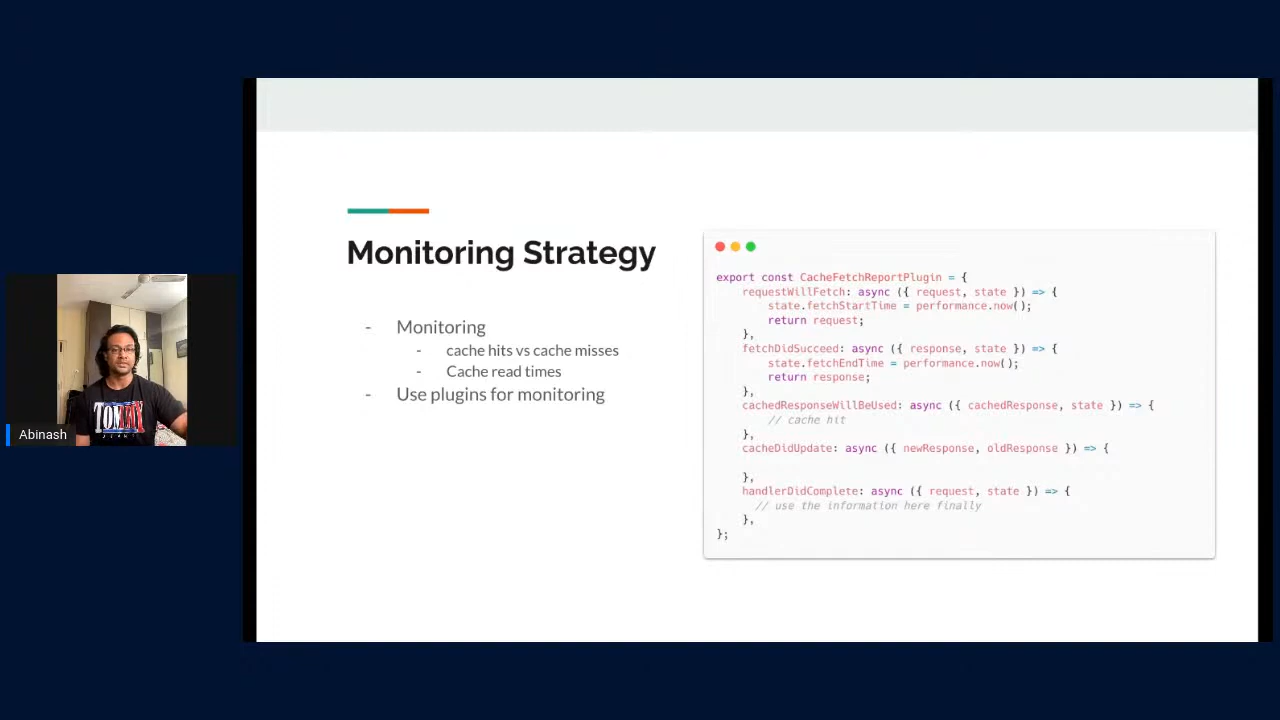 Monitoring Strategy
- Monitoring
- cache hits vs cache misses
- Cache read times
- Use plugins for monitoring
export const CacheFetchReportPlugin = {
requestWillFetch: async ({ request, state }) => {
state.fetchStartTime = performance.now();
return request;
},
fetchDidSucceed: async ({ response, state }) => {
state.fetchEndTime = performance.now();
return response;
},
cachedResponseWillBeUsed: async ({ cachedResponse, state }) => {
// cache hit
},
cacheDidUpdate: async ({ newResponse, oldResponse }) => {
},
handlerDidComplete: async ({ request, state }) => {
// use the information here finally
},
};
TOMMY
JEANS
Abinash